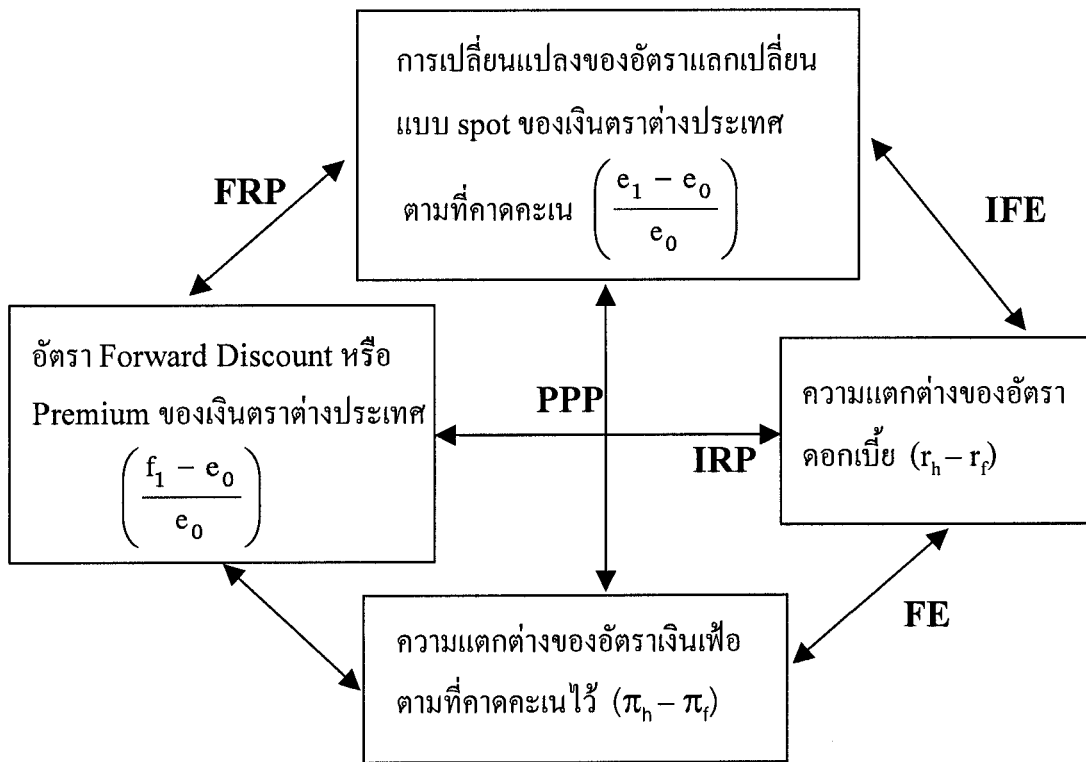 การเปลี่ยนแปลงของอัตราแลกเปลี่ยน
แบบ spot ของเงินตราต่างประเทศ
ตามที่คาดคะเน (e₁ − e₀ / e₀)
FRP
IFE
อัตรา Forward Discount หรือ
Premium ของเงินตราต่างประเทศ
(f₁ − e₀ / e₀)
PPP
IRP
ความแตกต่างของอัตรา
ดอกเบี้ย (r_h − r_f)
FE
ความแตกต่างของอัตราเงินเฟ้อ
ตามที่คาดคะเนไว้ (π_h − π_f)